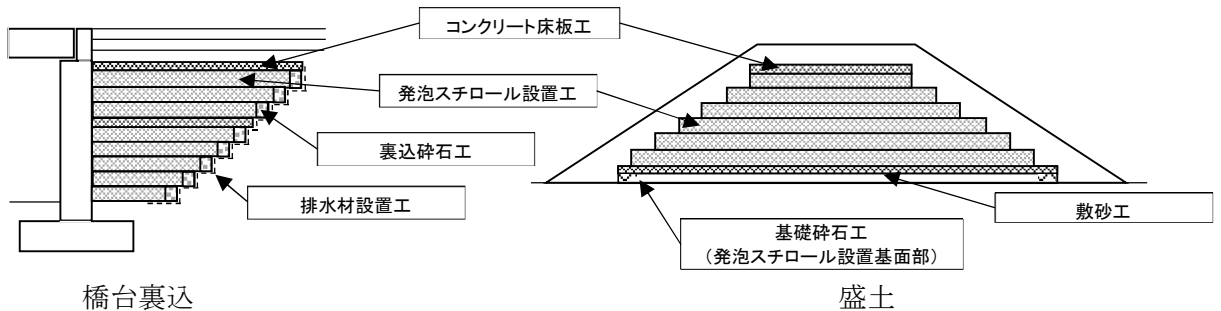 コンクリート床板工
発泡スチロール設置工
裏込砕石工
排水材設置工
敷砂工
基礎砕石工
（発泡スチロール設置基面部）
橋台裏込
盛土